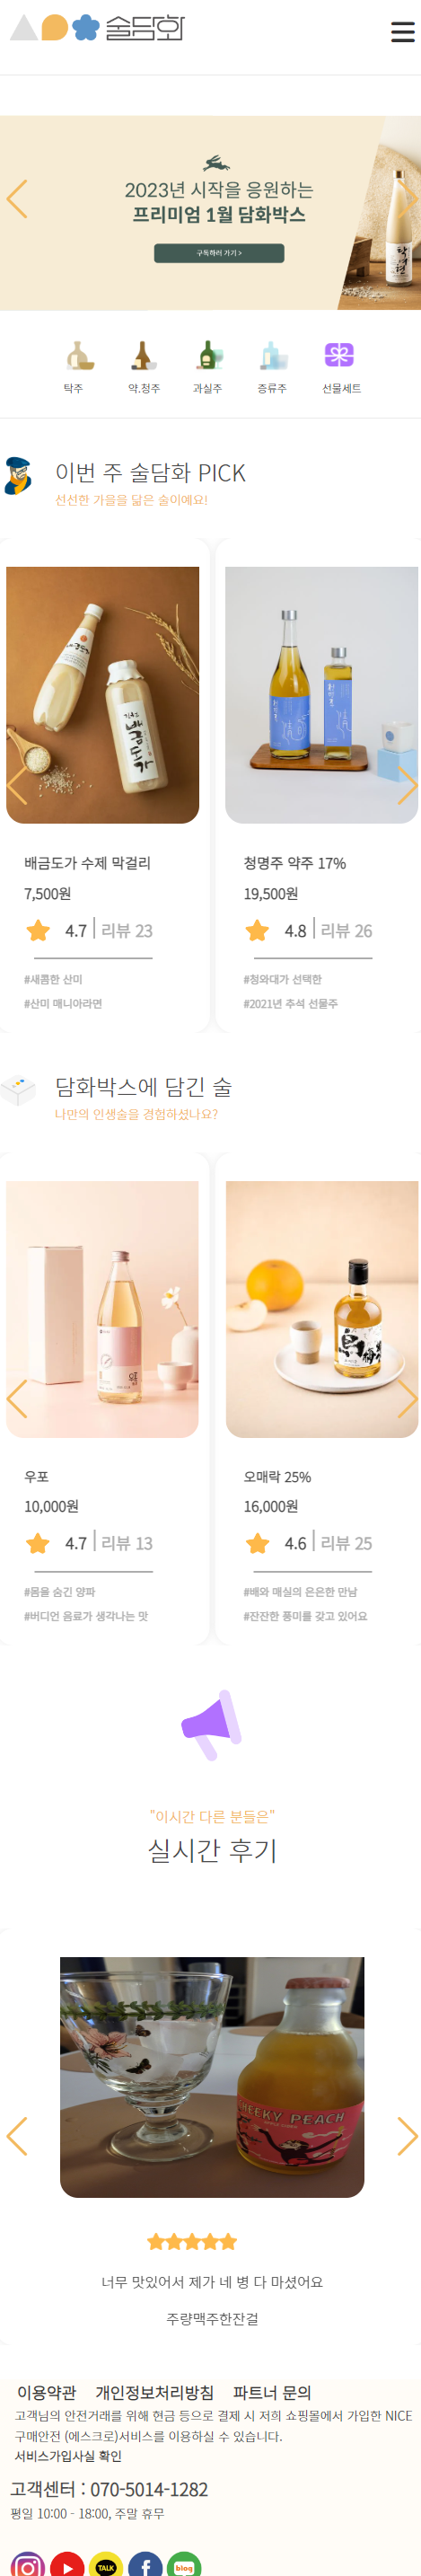 술담화
2023년 시작을 응원하는
프리미엄 1월 담화박스
구독하러 가기 >
탁주
약.청주
과실주
증류주
선물세트
이번 주 술담화 PICK
선선한 가을을 닮은 술이예요!
배금도가 수제 막걸리
7,500원
4.7 리뷰 23
#새콤한 산미
#산미 매니아라면
청명주 약주 17%
19,500원
4.8 리뷰 26
#청와대가 선택한
#2021년 추석 선물주
담화박스에 담긴 술
나만의 인생술을 경험하셨나요?
우포
10,000원
4.7 리뷰 13
#몸을 숨긴 양파
#버디언 음료가 생각나는 맛
오매락 25%
16,000원
4.6 리뷰 25
#배와 매실의 은은한 만남
#잔잔한 풍미를 갖고 있어요
"이시간 다른 분들은"
실시간 후기
CHEEKY PEACH
너무 맛있어서 제가 네 병 다 마셨어요
주량맥주한잔걸
이용약관 개인정보처리방침 파트너 문의
고객님의 안전거래를 위해 현금 등으로 결제 시 저희 쇼핑몰에서 가입한 NICE
구매안전 (에스크로)서비스를 이용하실 수 있습니다.
서비스가입사실 확인
고객센터 : 070-5014-1282
평일 10:00 - 18:00, 주말 휴무
TALK
blog